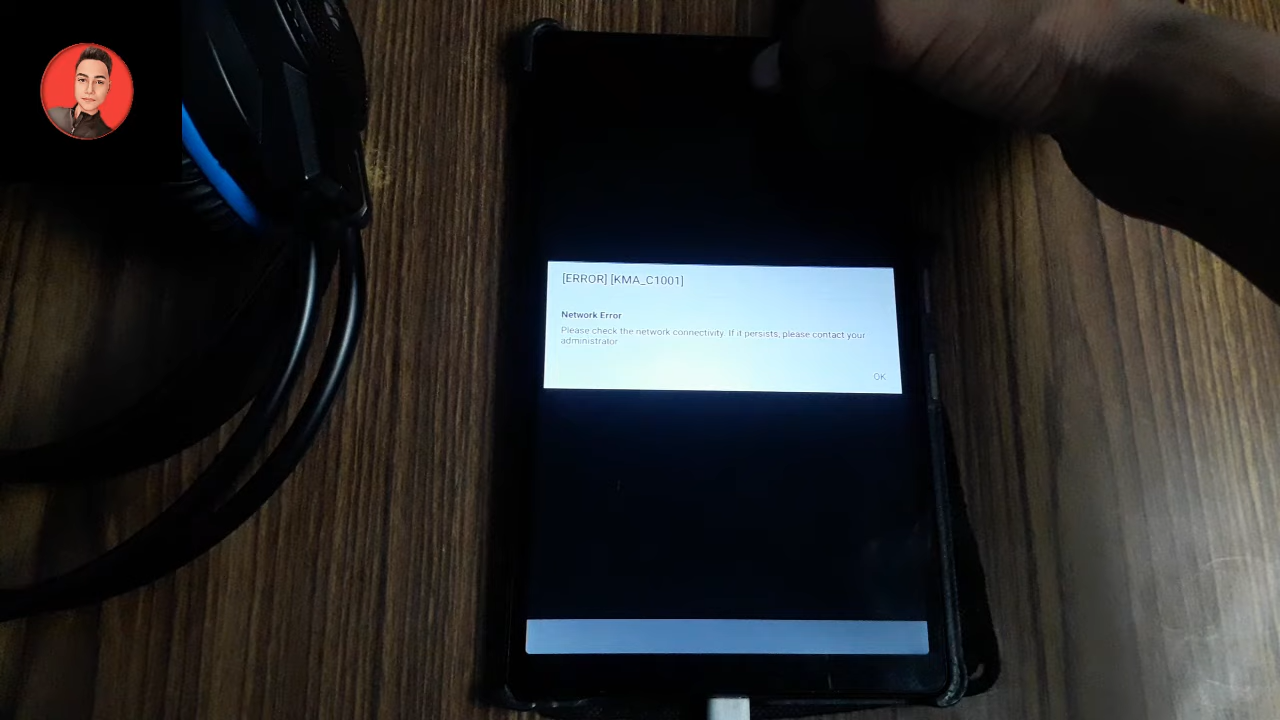 [ERROR] [KMA_C1001]
Network Error
Please check the network connectivity. If it persists, please contact your
administrator
OK